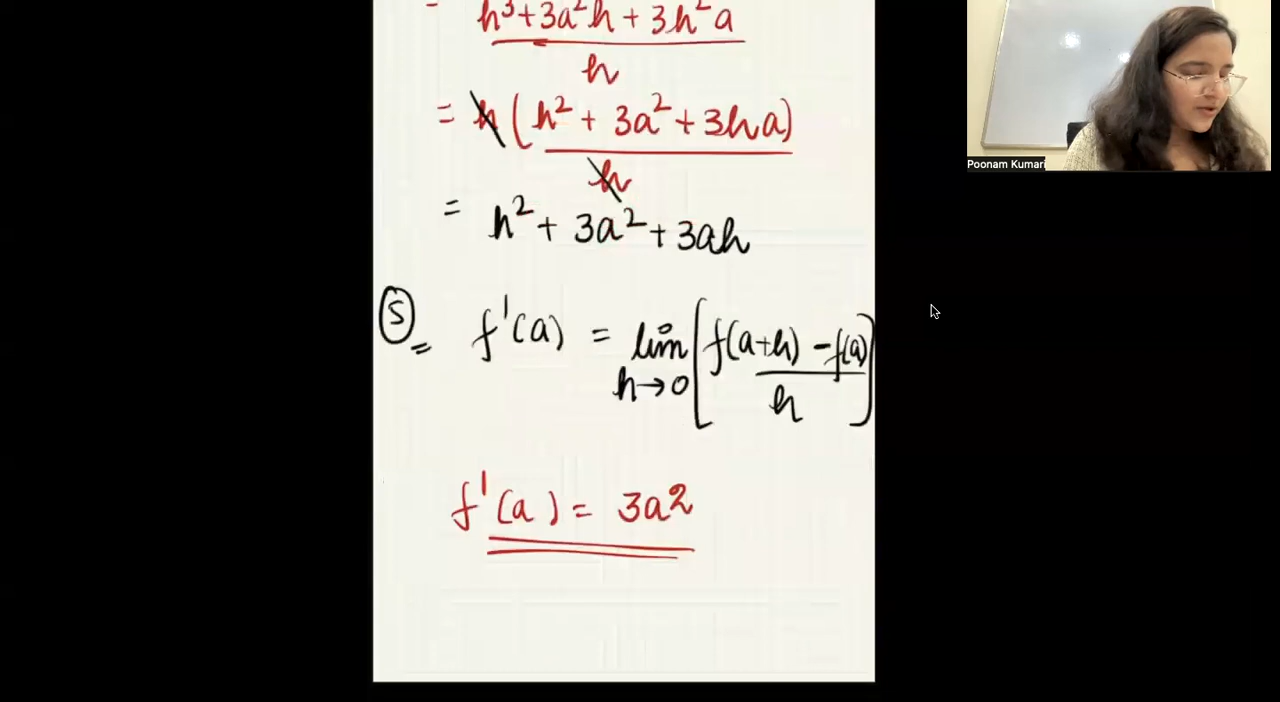 = h³+3a²h + 3h²a
h
= h (h² + 3a² + 3ha)
h
= h² + 3a² + 3ah
⑤ f'(a) = lim [f(a+h) - f(a)]
h→0 h
f'(a) = 3a²
Poonam Kumari